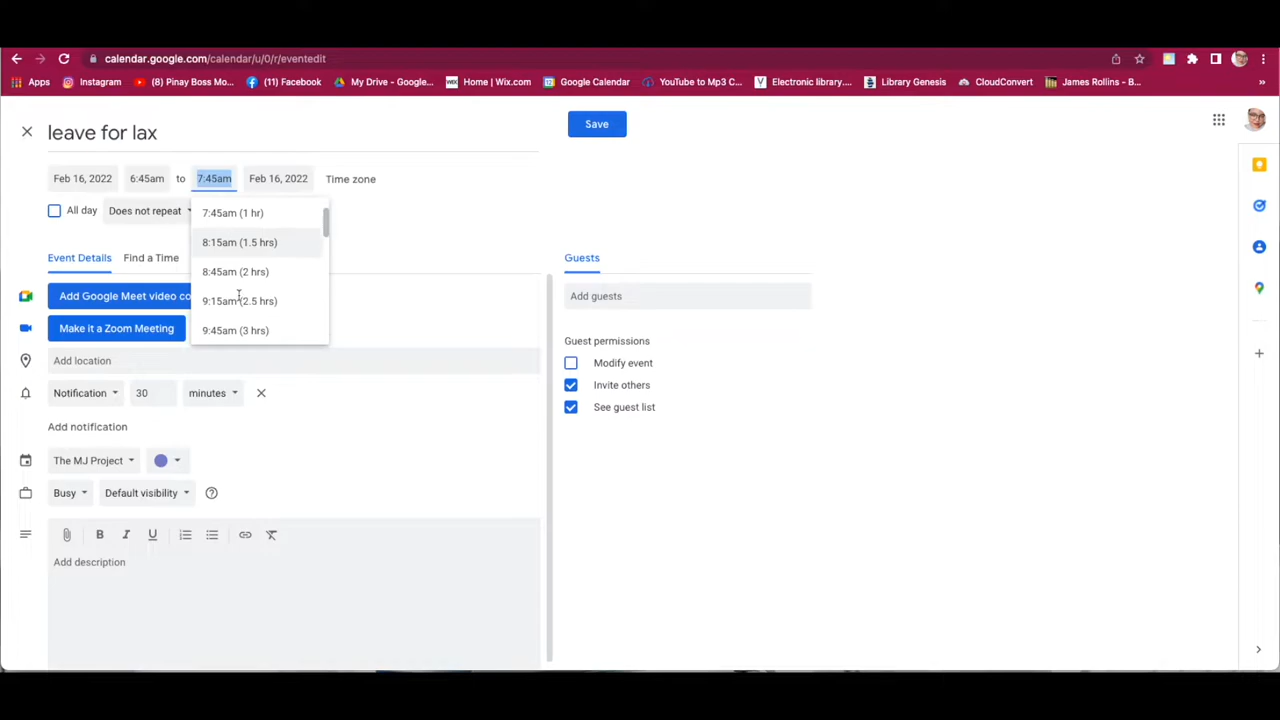 calendar.google.com/calendar/u/0/r/eventedit
Apps Instagram (8) Pinay Boss Mo... (11) Facebook My Drive - Google... Home | Wix.com Google Calendar YouTube to Mp3 C... Electronic library.... Library Genesis CloudConvert James Rollins - B... »
leave for lax
Save
Feb 16, 2022 6:45am to 7:45am Feb 16, 2022 Time zone
All day Does not repeat
7:45am (1 hr)
8:15am (1.5 hrs)
8:45am (2 hrs)
9:15am (2.5 hrs)
9:45am (3 hrs)
Event Details Find a Time
Add Google Meet video co
Make it a Zoom Meeting
Add location
Notification 30 minutes
Add notification
The MJ Project
Busy Default visibility
B I U
Add description
Guests
Add guests
Guest permissions
Modify event
Invite others
See guest list